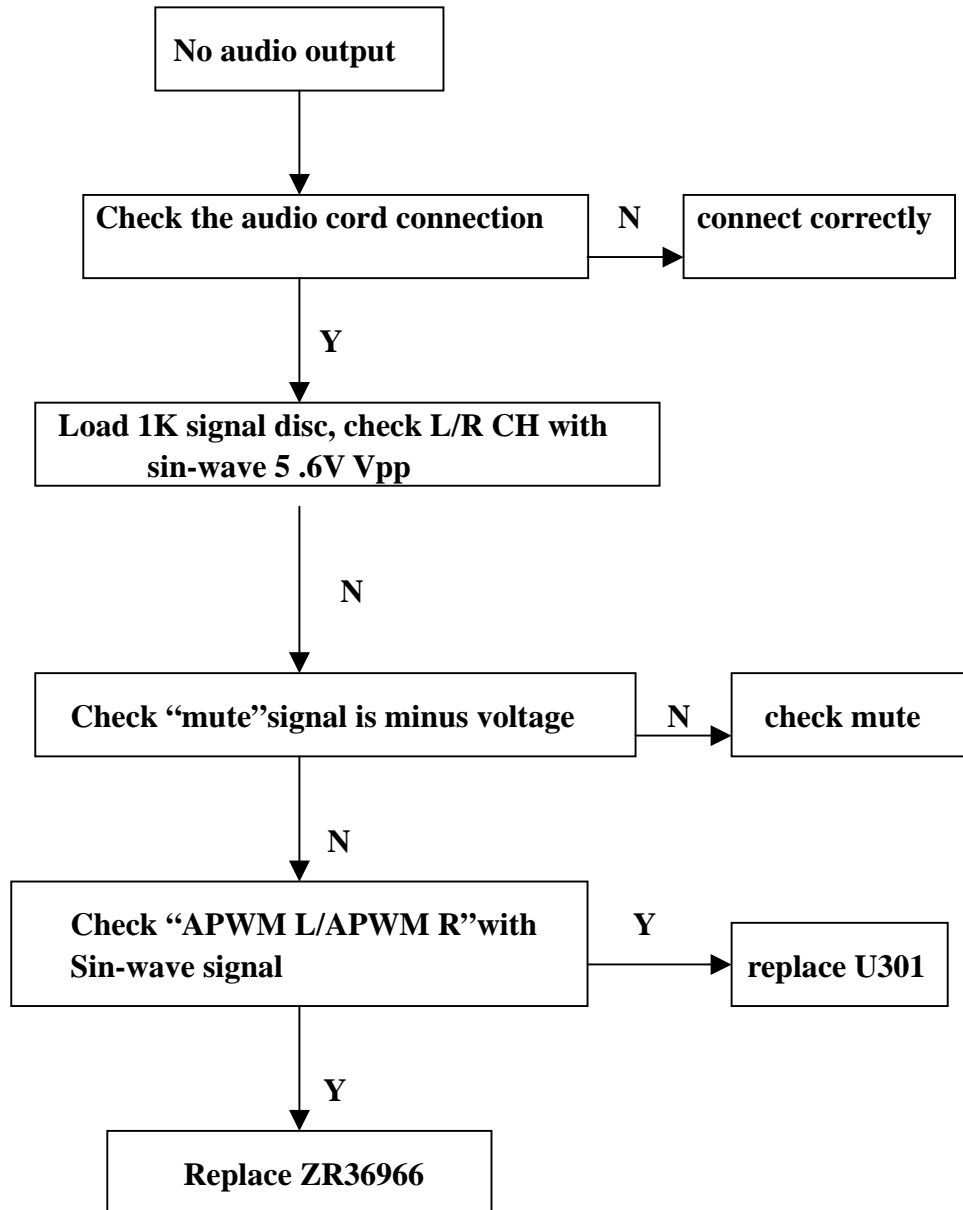 No audio output
Check the audio cord connection
N
connect correctly
Y
Load 1K signal disc, check L/R CH with
sin-wave 5 .6V Vpp
N
Check “mute”signal is minus voltage
N
check mute
N
Check “APWM L/APWM R”with
Sin-wave signal
Y
replace U301
Y
Replace ZR36966